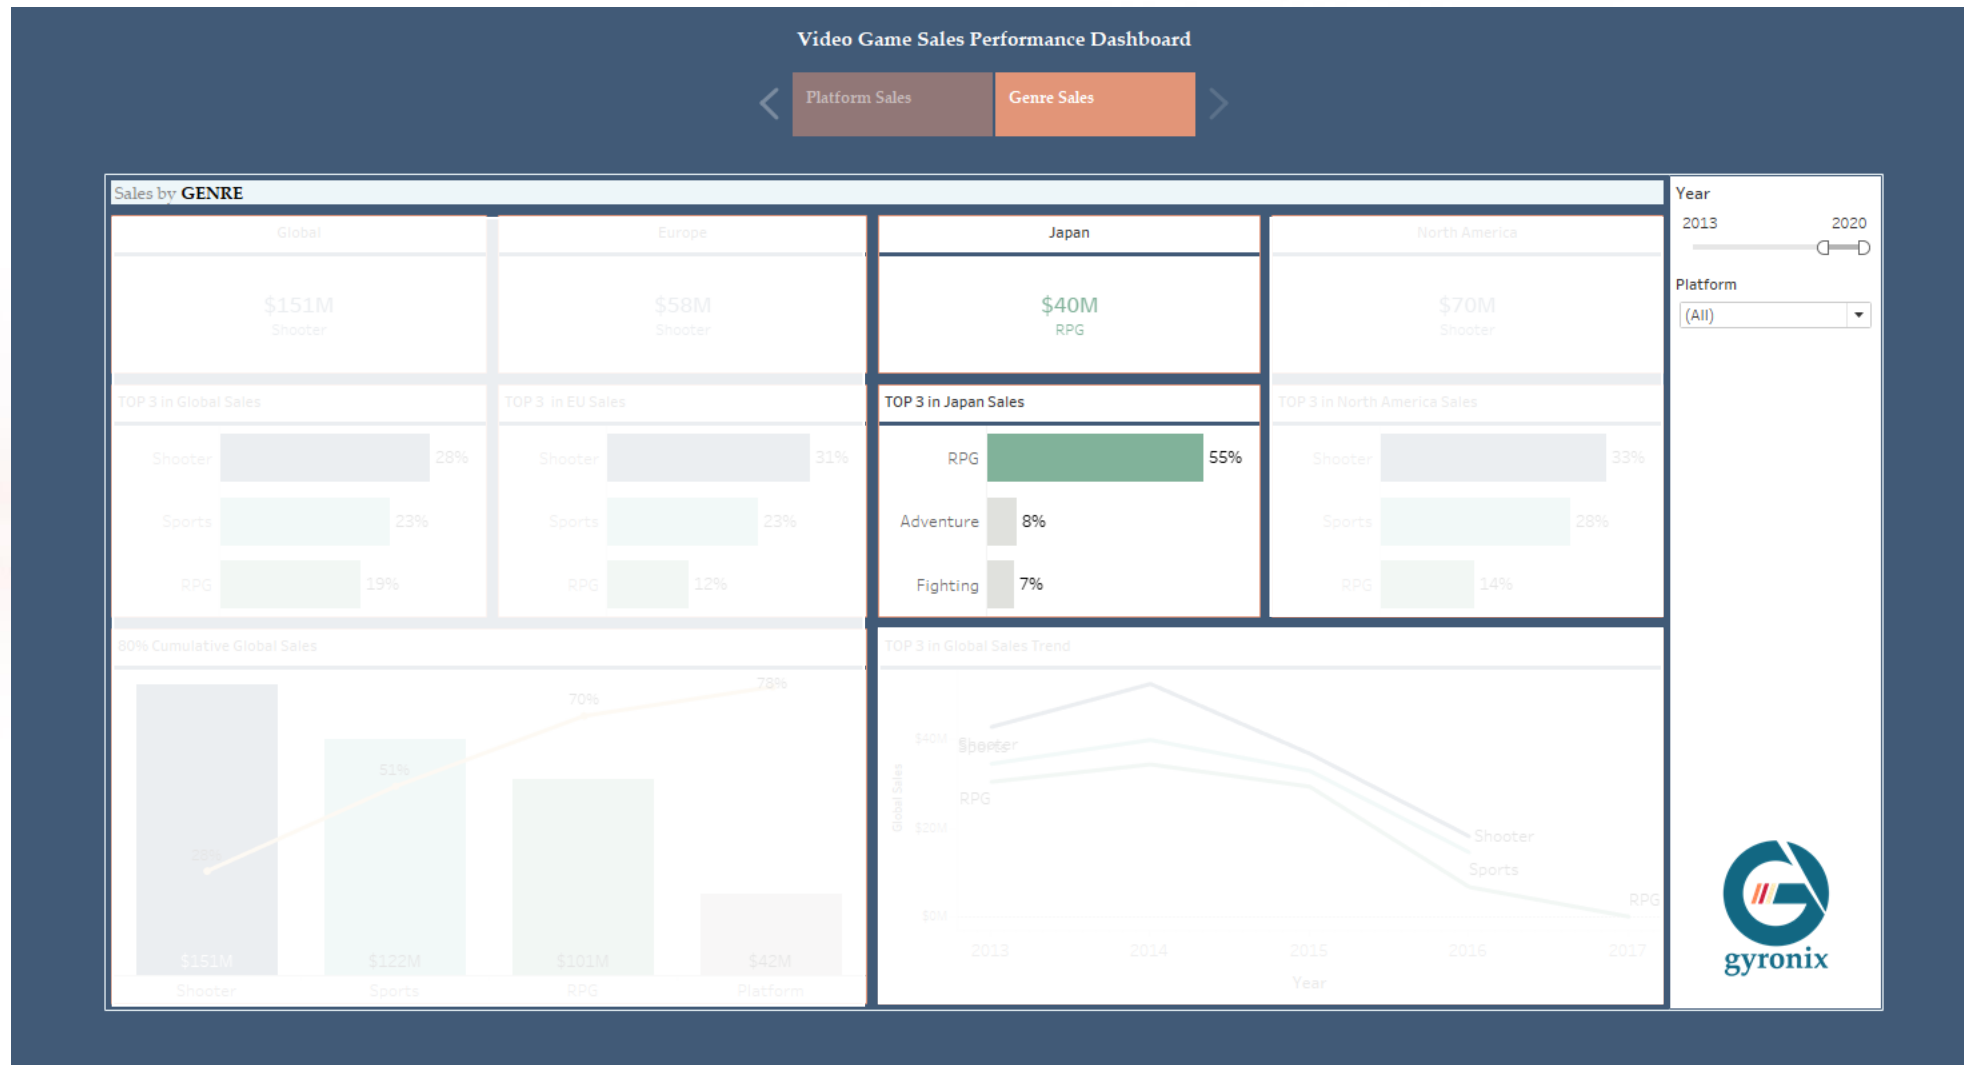 Video Game Sales Performance Dashboard
Platform Sales
Genre Sales
Sales by GENRE
Global
Europe
Japan
North America
$151M
Shooter
$58M
Shooter
$40M
RPG
$70M
Shooter
TOP 3 in Global Sales
Shooter 28%
Sports 23%
RPG 19%
TOP 3 in EU Sales
Shooter 31%
Sports 23%
RPG 12%
TOP 3 in Japan Sales
RPG 55%
Adventure 8%
Fighting 7%
TOP 3 in North America Sales
Shooter 33%
Sports 28%
RPG 14%
80% Cumulative Global Sales
28%
51%
70%
78%
$151M
$122M
$101M
$42M
Shooter
Sports
RPG
Platform
TOP 3 in Global Sales Trend
Global Sales
$40M
$20M
$0M
Shooter
Sports
RPG
Shooter
Sports
RPG
2013
2014
2015
2016
2017
Year
Year
2013
2020
Platform
(All)
gyronix